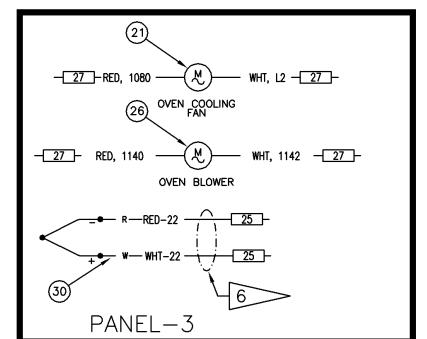 21
27 RED, 1080 M WHT, L2 27
OVEN COOLING
FAN
26
27 RED, 1140 M WHT, 1142 27
OVEN BLOWER
- R RED-22 25
+ W WHT-22 25
30
6
PANEL-3